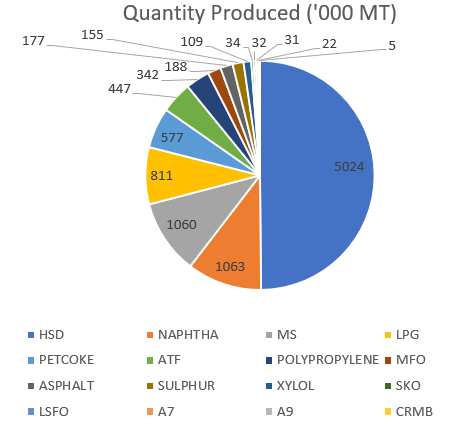 Quantity Produced ('000 MT)
177
155
109
34
32
31
22
5
188
342
447
577
5024
811
1060
1063
HSD
NAPHTHA
MS
LPG
PETCOKE
ATF
POLYPROPYLENE
MFO
ASPHALT
SULPHUR
XYLOL
SKO
LSFO
A7
A9
CRMB